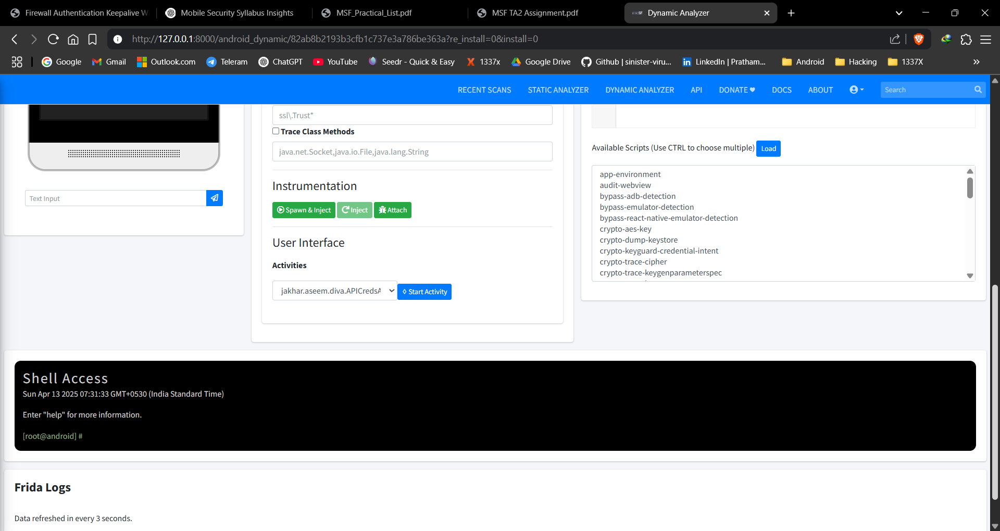 Firewall Authentication Keepalive W
Mobile Security Syllabus Insights
MSF_Practical_List.pdf
MSF TA2 Assignment.pdf
Dynamic Analyzer
http://127.0.0.1:8000/android_dynamic/82ab8b2193b3cfb1c737e3a786be363a?re_install=0&install=0
Google
Gmail
Outlook.com
Teleram
ChatGPT
YouTube
Seedr - Quick & Easy
1337x
Google Drive
Github | sinister-viru...
LinkedIn | Pratham...
Android
Hacking
1337X
RECENT SCANS
STATIC ANALYZER
DYNAMIC ANALYZER
API
DONATE
DOCS
ABOUT
Search
Text Input
ssl\.Trust*
Trace Class Methods
java.net.Socket,java.io.File,java.lang.String
Instrumentation
Spawn & Inject
Inject
Attach
User Interface
Activities
jakhar.aseem.diva.APICredsA
Start Activity
Available Scripts (Use CTRL to choose multiple)
Load
app-environment
audit-webview
bypass-adb-detection
bypass-emulator-detection
bypass-react-native-emulator-detection
crypto-aes-key
crypto-dump-keystore
crypto-keyguard-credential-intent
crypto-trace-cipher
crypto-trace-keygenparameterspec
Shell Access
Sun Apr 13 2025 07:31:33 GMT+0530 (India Standard Time)
Enter "help" for more information.
[root@android] #
Frida Logs
Data refreshed in every 3 seconds.